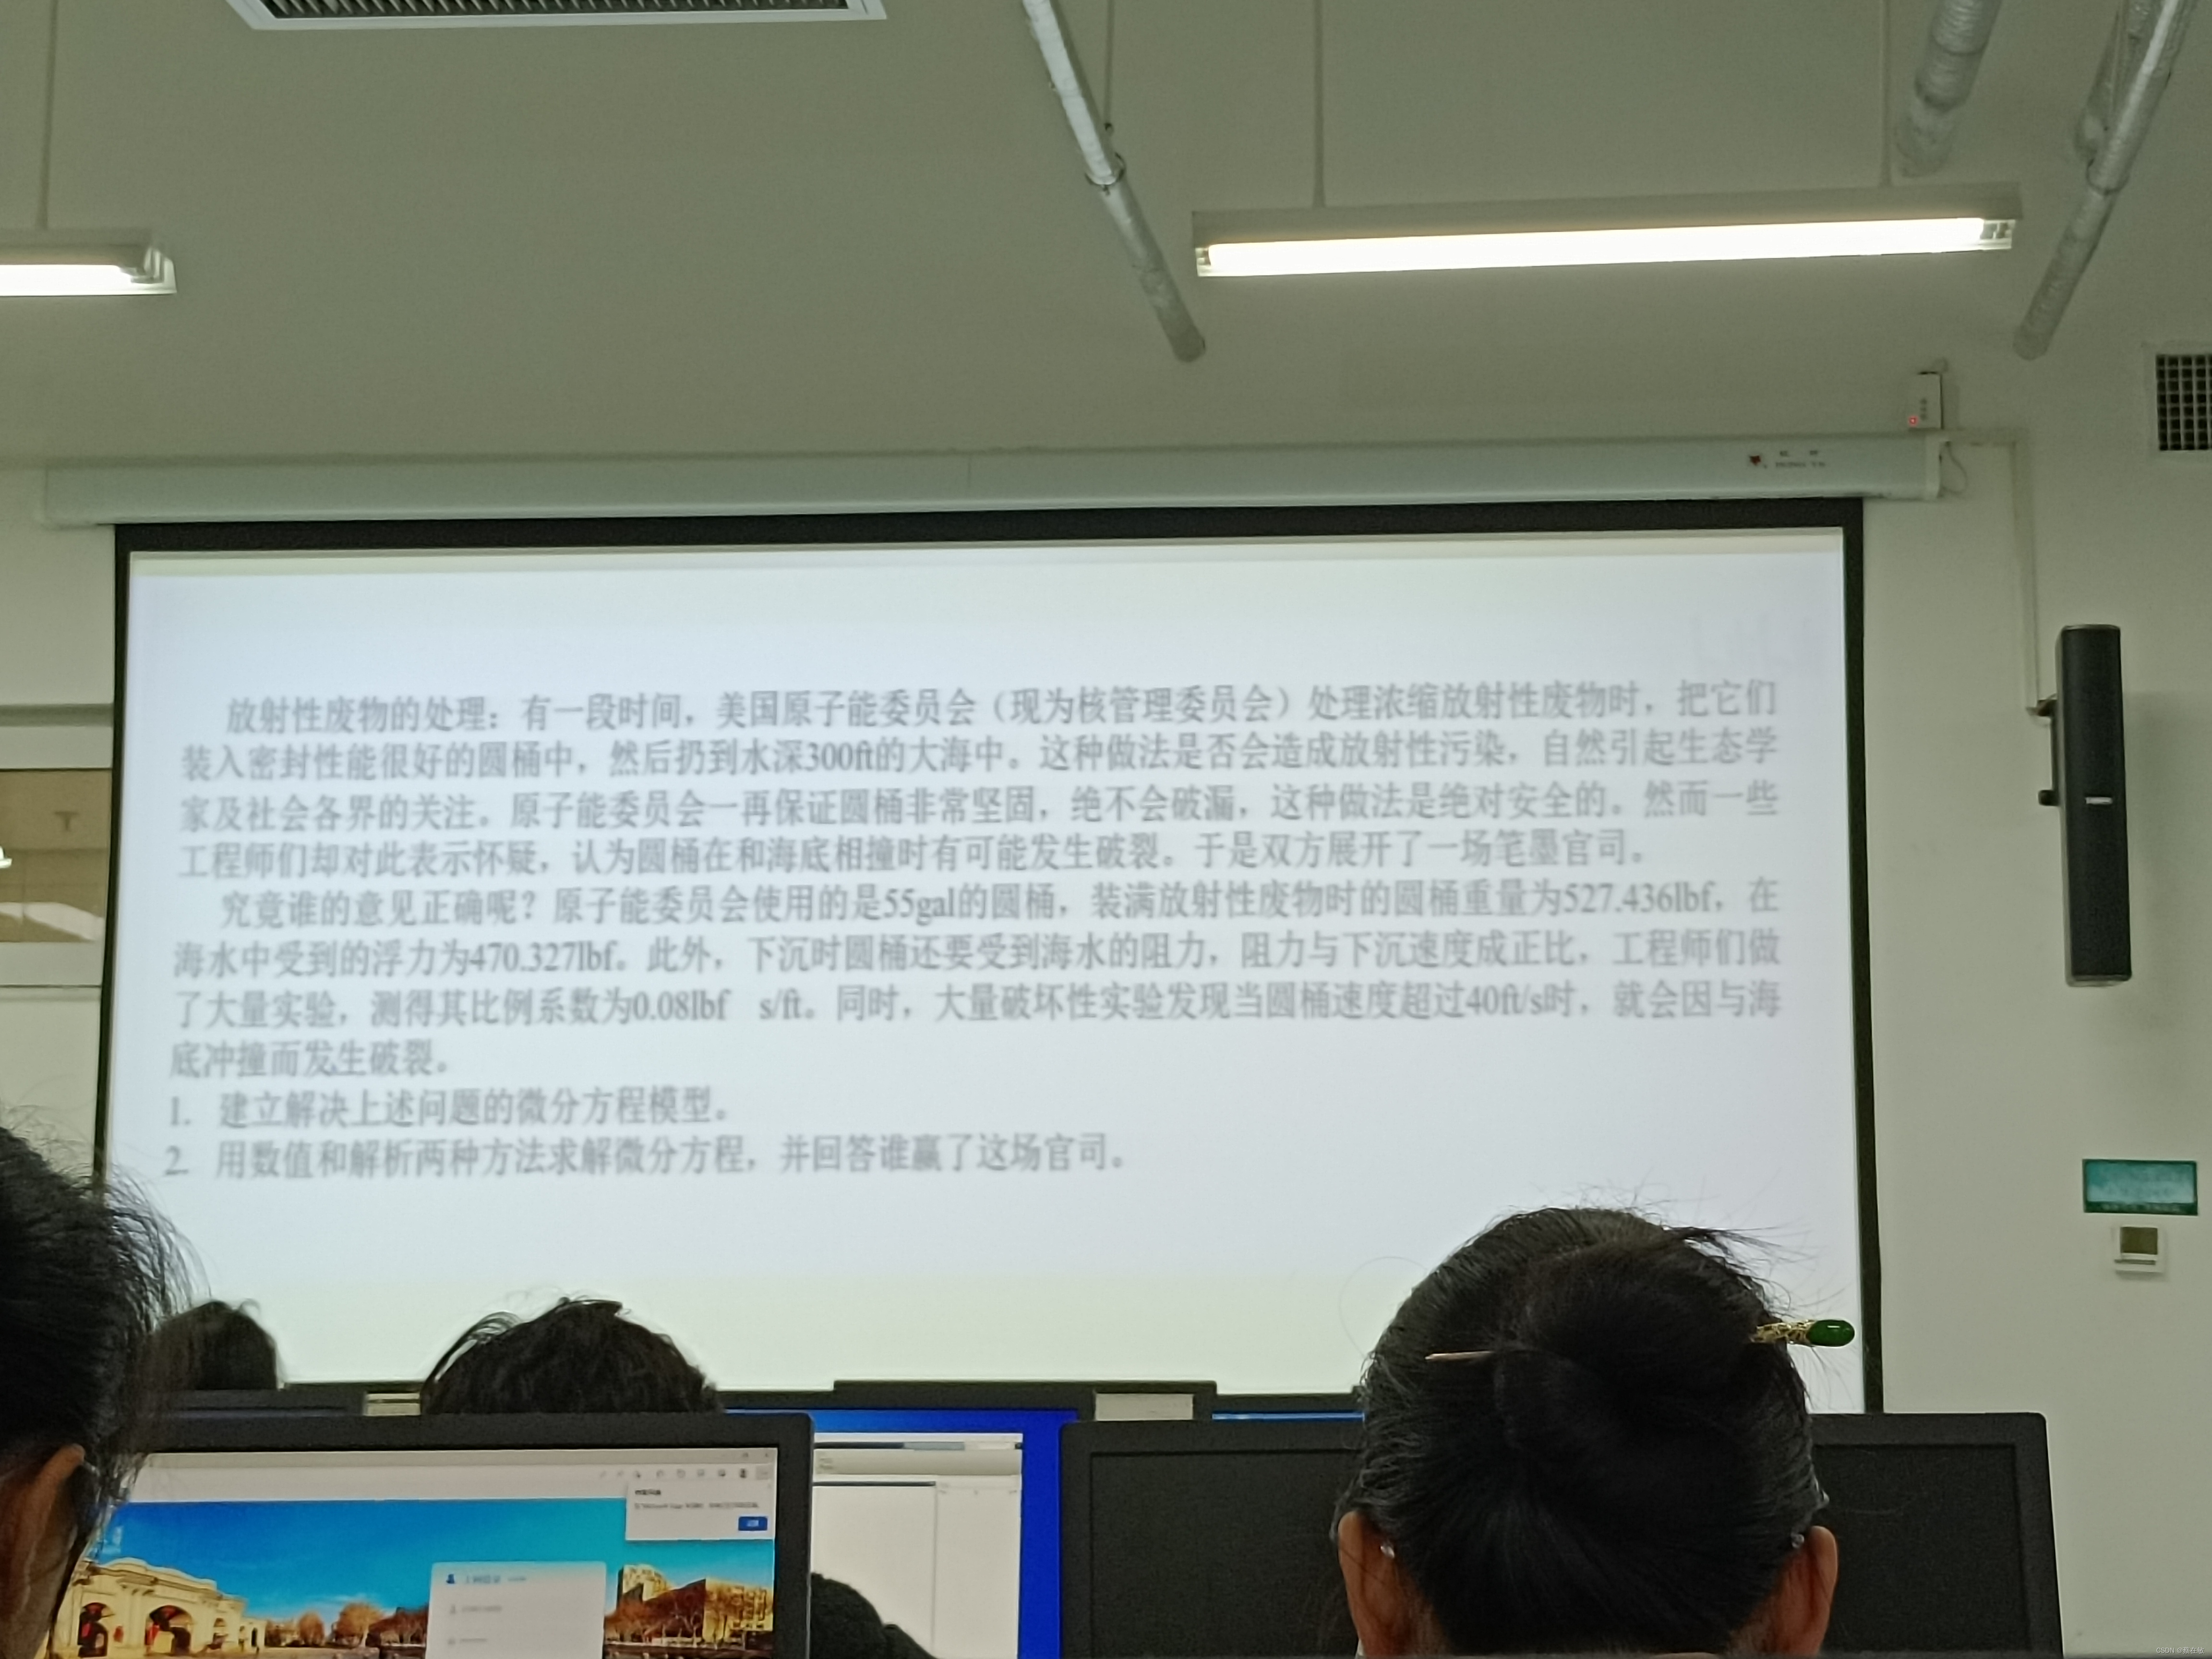 放射性废物的处理：有一段时间，美国原子能委员会（现为核管理委员会）处理浓缩放射性废物时，把它们
装入密封性能很好的圆桶中，然后扔到水深300ft的大海中。这种做法是否会造成放射性污染，自然引起生态学
家及社会各界的关注。原子能委员会一再保证圆桶非常坚固，绝不会破漏，这种做法是绝对安全的。然而一些
工程师们却对此表示怀疑，认为圆桶在和海底相撞时有可能发生破裂。于是双方展开了一场笔墨官司。
究竟谁的意见正确呢？原子能委员会使用的是55gal的圆桶，装满放射性废物时的圆桶重量为527.436lbf，在
海水中受到的浮力为470.327lbf。此外，下沉时圆桶还要受到海水的阻力，阻力与下沉速度成正比，工程师们做
了大量实验，测得其比例系数为0.08lbf s/ft。同时，大量破坏性实验发现当圆桶速度超过40ft/s时，就会因与海
底冲撞而发生破裂。
1. 建立解决上述问题的微分方程模型。
2. 用数值和解析两种方法求解微分方程，并回答谁赢了这场官司。